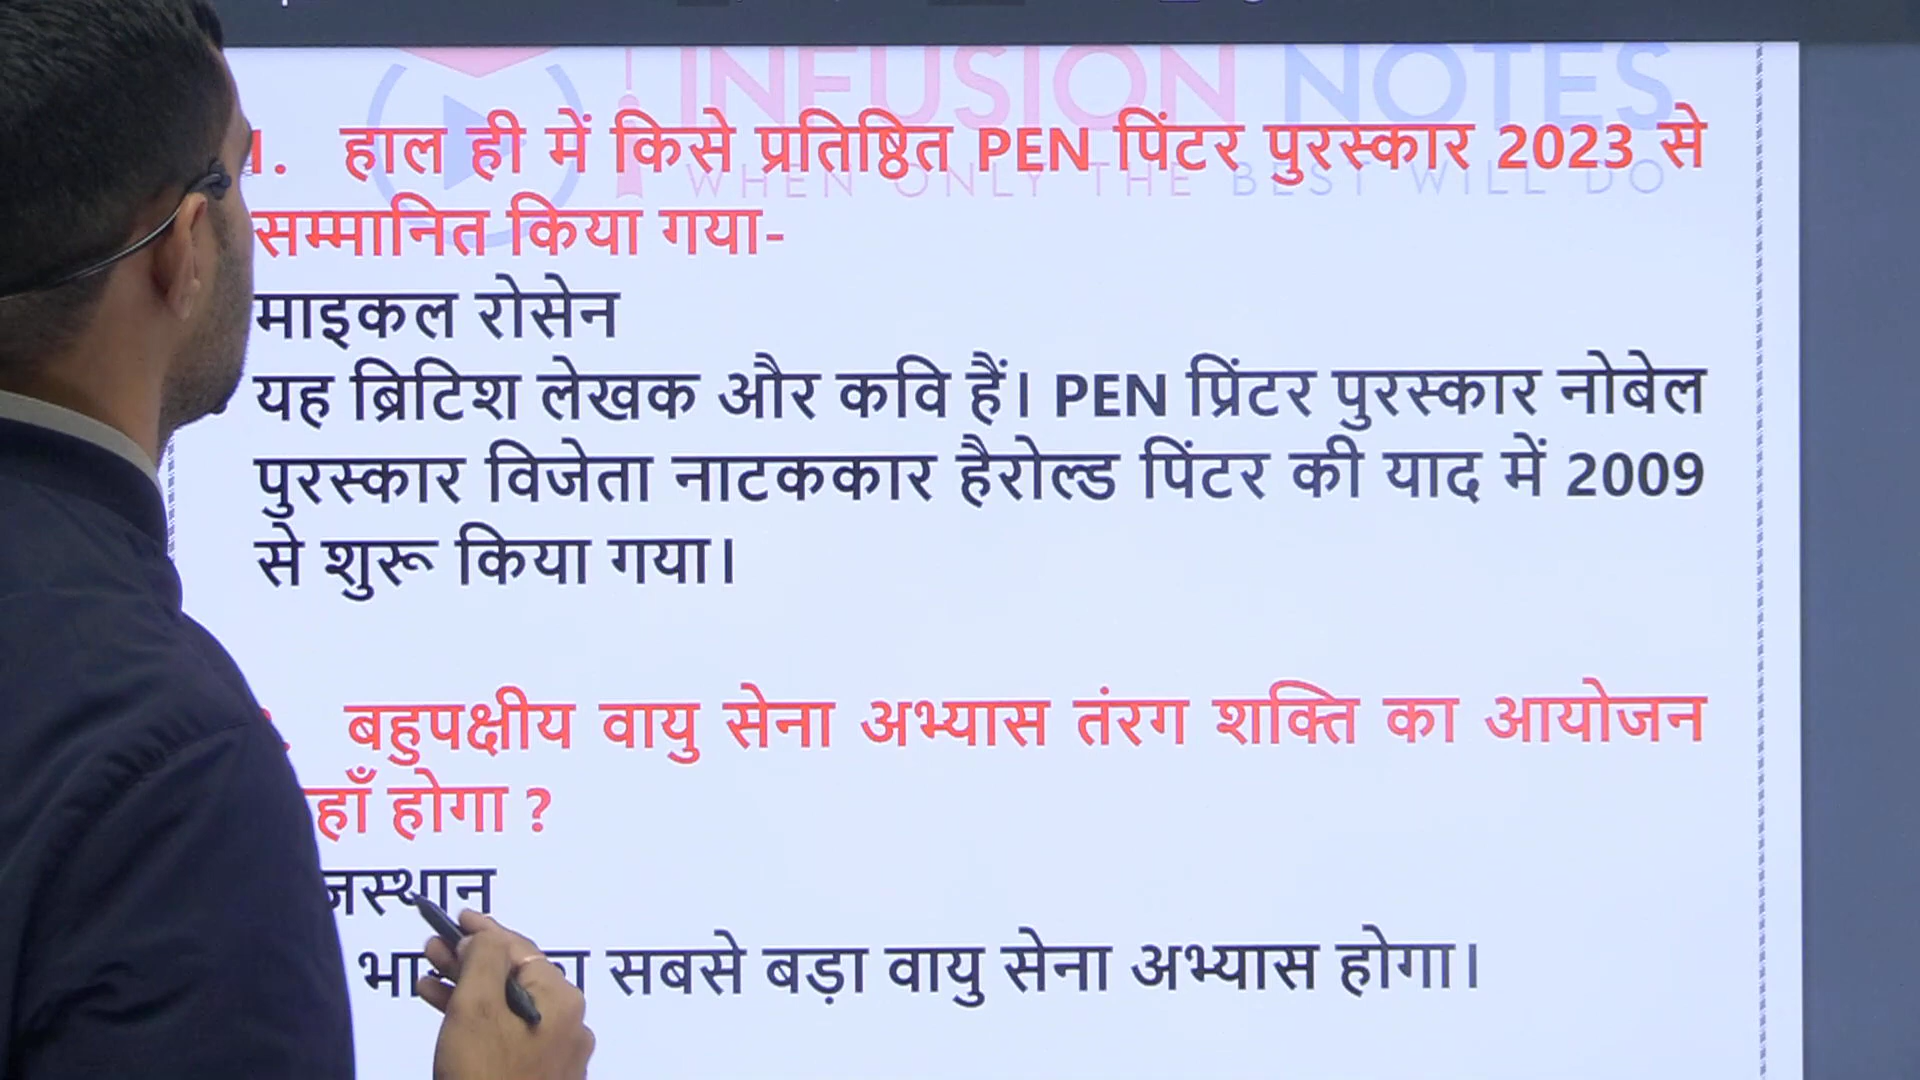 INFUSION NOTES
WHEN ONLY THE BEST WILL DO
1. हाल ही में किसे प्रतिष्ठित PEN पिंटर पुरस्कार 2023 से
सम्मानित किया गया-
माइकल रोसेन
यह ब्रिटिश लेखक और कवि हैं। PEN प्रिंटर पुरस्कार नोबेल
पुरस्कार विजेता नाटककार हैरोल्ड पिंटर की याद में 2009
से शुरू किया गया।
बहुपक्षीय वायु सेना अभ्यास तंरग शक्ति का आयोजन
हाँ होगा ?
जस्थान
सबसे बड़ा वायु सेना अभ्यास होगा।